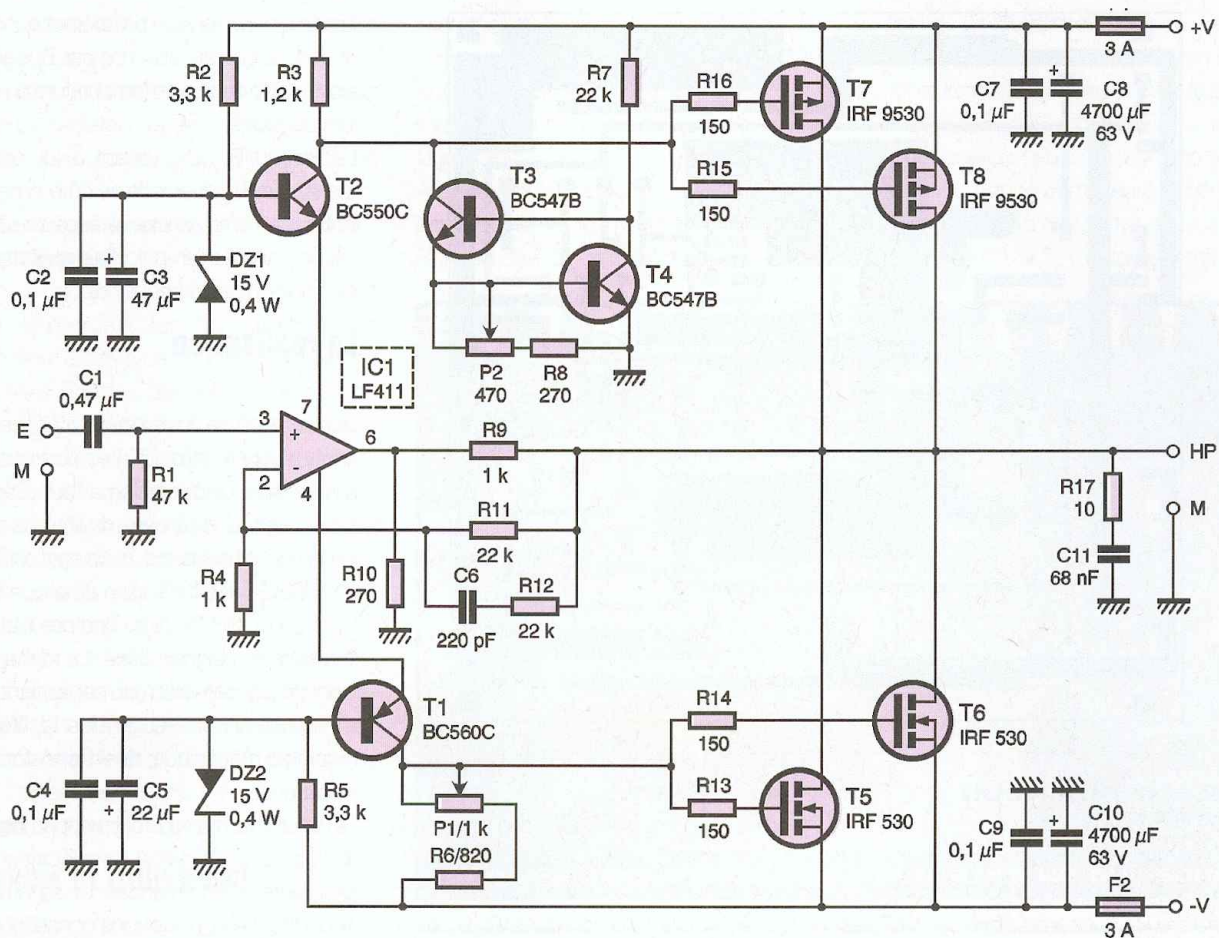 R2
3,3 k
R3
1,2 k
R7
22 k
R16
150
R15
150
T7
IRF 9530
T8
IRF 9530
C7
0,1 µF
+
C8
4700 µF
63 V
3 A
+V
T2
BC550C
T3
BC547B
T4
BC547B
C2
0,1 µF
+
C3
47 µF
DZ1
15 V
0,4 W
P2
470
R8
270
IC1
LF411
C1
0,47 µF
E
M
R1
47 k
3
7
+
-
2
4
6
R9
1 k
R11
22 k
R4
1 k
R10
270
C6
220 pF
R12
22 k
HP
R17
10
M
C11
68 nF
T1
BC560C
R14
150
R13
150
T6
IRF 530
T5
IRF 530
C4
0,1 µF
C5
22 µF
+
DZ2
15 V
0,4 W
R5
3,3 k
P1/1 k
R6/820
C9
0,1 µF
+
C10
4700 µF
63 V
F2
3 A
-V